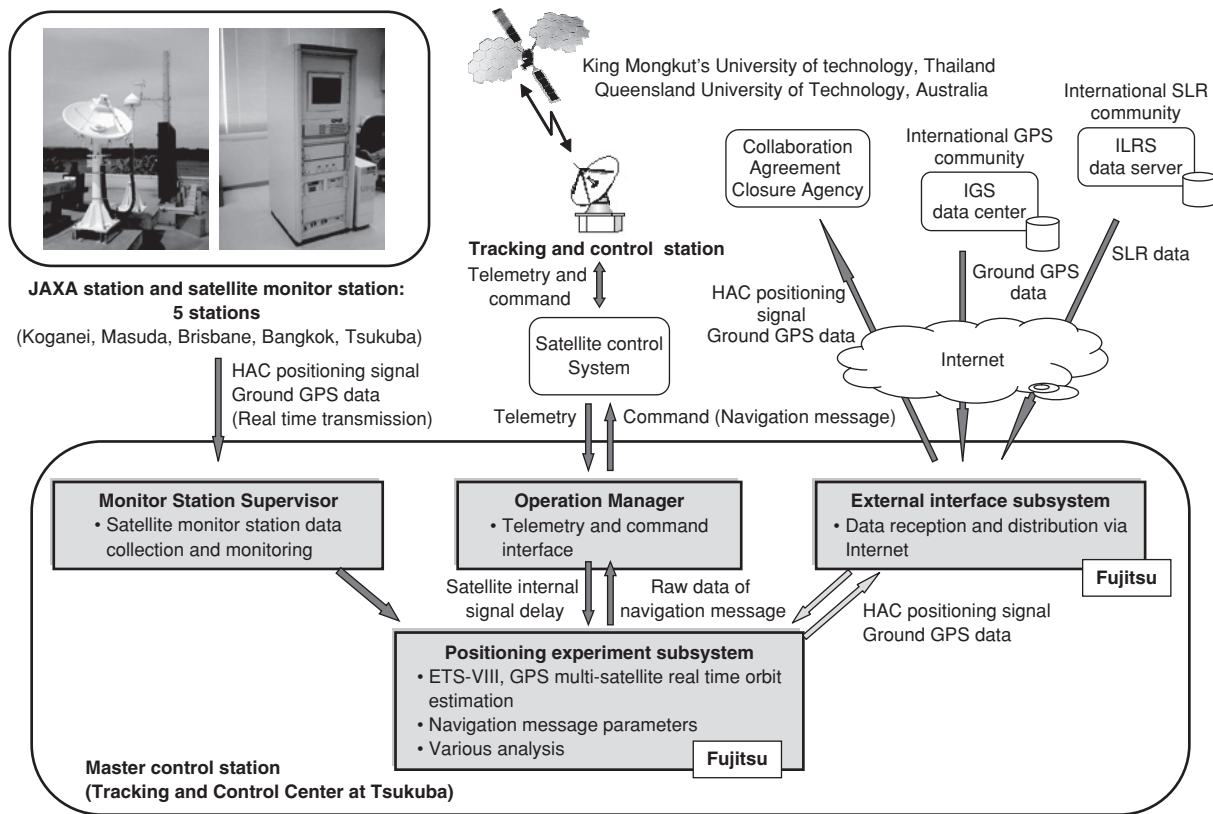 King Mongkut's University of technology, Thailand
Queensland University of Technology, Australia
International SLR
community
ILRS
data server
International GPS
community
IGS
data center
Collaboration
Agreement
Closure Agency
Tracking and control station
Telemetry and
command
SLR data
Ground GPS
data
HAC positioning
signal
Ground GPS data
Internet
JAXA station and satellite monitor station:
5 stations
(Koganei, Masuda, Brisbane, Bangkok, Tsukuba)
Satellite control
System
HAC positioning signal
Ground GPS data
(Real time transmission)
Telemetry
Command (Navigation message)
Monitor Station Supervisor
• Satellite monitor station data
collection and monitoring
Operation Manager
• Telemetry and command
interface
External interface subsystem
• Data reception and distribution via
Internet
Fujitsu
Satellite internal
signal delay
Raw data of
navigation message
HAC positioning signal
Ground GPS data
Positioning experiment subsystem
• ETS-VIII, GPS multi-satellite real time orbit
estimation
• Navigation message parameters
• Various analysis
Fujitsu
Master control station
(Tracking and Control Center at Tsukuba)